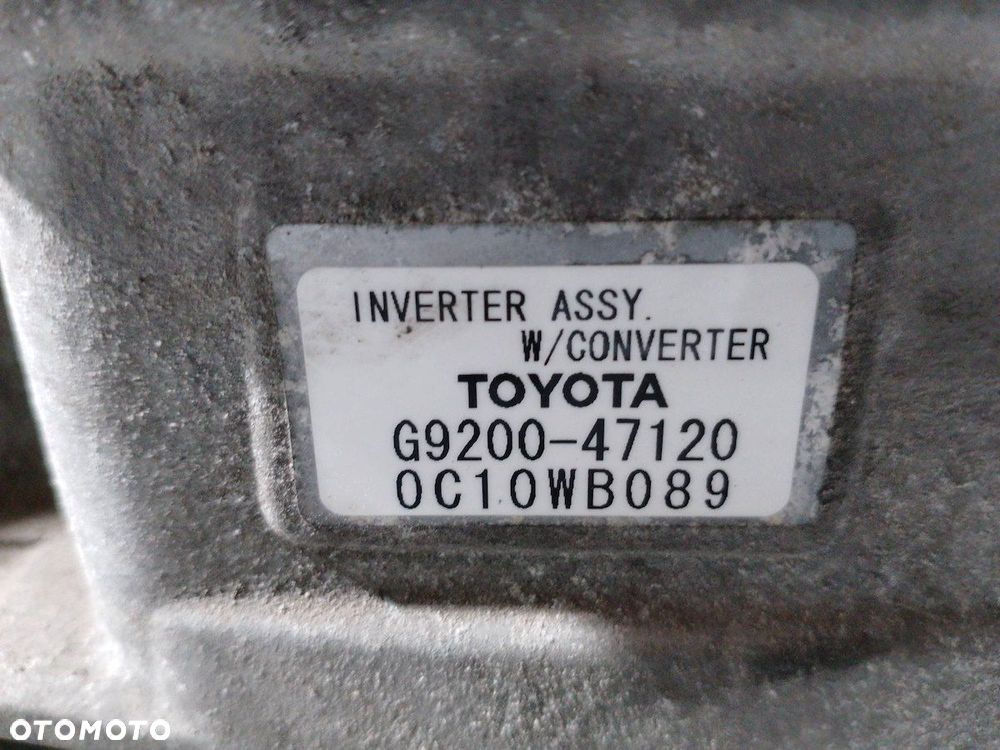 INVERTER ASSY.
W/CONVERTER
TOYOTA
G9200-47120
0C10WB089
OTOMOTO